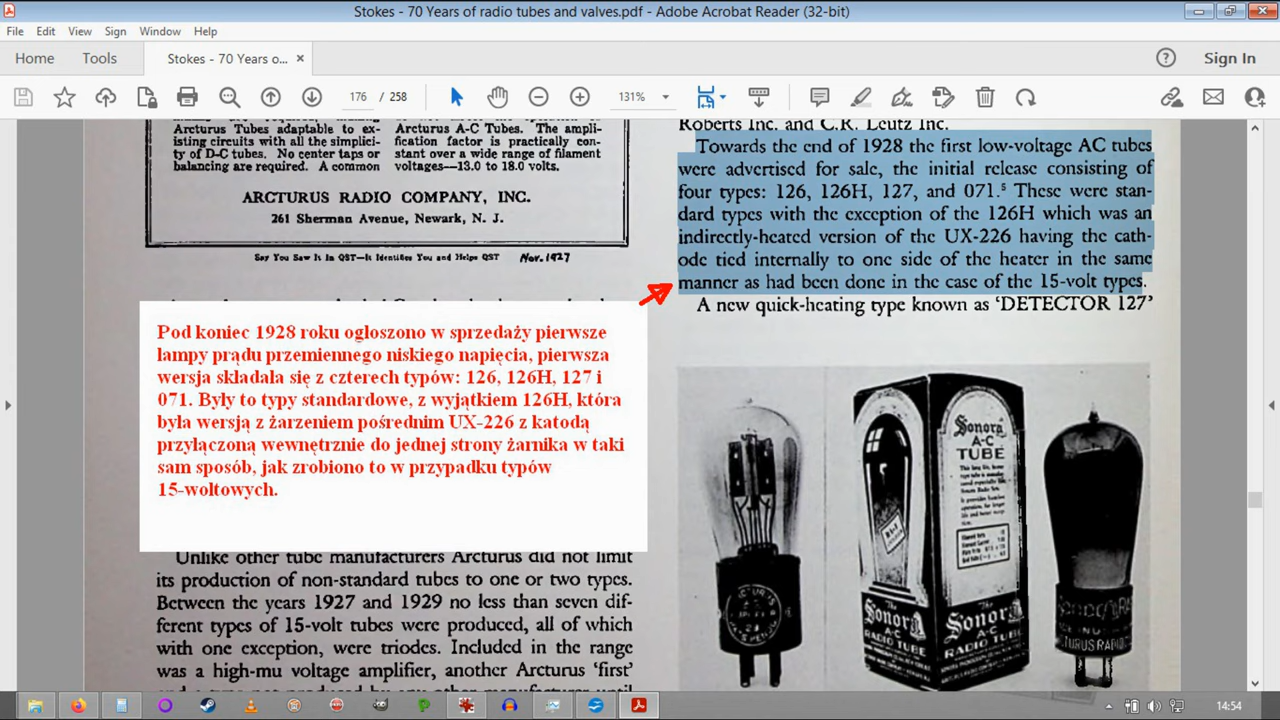 Stokes - 70 Years of radio tubes and valves.pdf - Adobe Acrobat Reader (32-bit)
File Edit View Sign Window Help
Home Tools Stokes - 70 Years o... × Sign In
176 / 258 131%
Arcturus Tubes adaptable to ex-
isting circuits with all the simplici-
ty of D-C tubes. No center taps or
balancing are required. A common
Arcturus A-C Tubes. The ampli-
fication factor is practically con-
stant over a wide range of filament
voltages—13.0 to 18.0 volts.
ARCTURUS RADIO COMPANY, INC.
261 Sherman Avenue, Newark, N. J.
Say You Saw It in QST—It Identifies You and Helps QST Nov. 1927
Pod koniec 1928 roku ogłoszono w sprzedaży pierwsze
lampy prądu przemiennego niskiego napięcia, pierwsza
wersja składała się z czterech typów: 126, 126H, 127 i
071. Były to typy standardowe, z wyjątkiem 126H, która
była wersją z żarzeniem pośrednim UX-226 z katodą
przyłączoną wewnętrznie do jednej strony żarnika w taki
sam sposób, jak zrobiono to w przypadku typów
15-woltowych.
Unlike other tube manufacturers Arcturus did not limit
its production of non-standard tubes to one or two types.
Between the years 1927 and 1929 no less than seven dif-
ferent types of 15-volt tubes were produced, all of which
with one exception, were triodes. Included in the range
was a high-mu voltage amplifier, another Arcturus ‘first’
Roberts Inc. and C.R. Leutz Inc.
Towards the end of 1928 the first low-voltage AC tubes
were advertised for sale, the initial release consisting of
four types: 126, 126H, 127, and 071.⁵ These were stan-
dard types with the exception of the 126H which was an
indirectly-heated version of the UX-226 having the cath-
ode tied internally to one side of the heater in the same
manner as had been done in the case of the 15-volt types.
A new quick-heating type known as ‘DETECTOR 127’
Sonora
A-C
TUBE
The
Sonora
A-C
RADIO TUBE
The
Sonora
A-C
RADIO TUBE
14:54